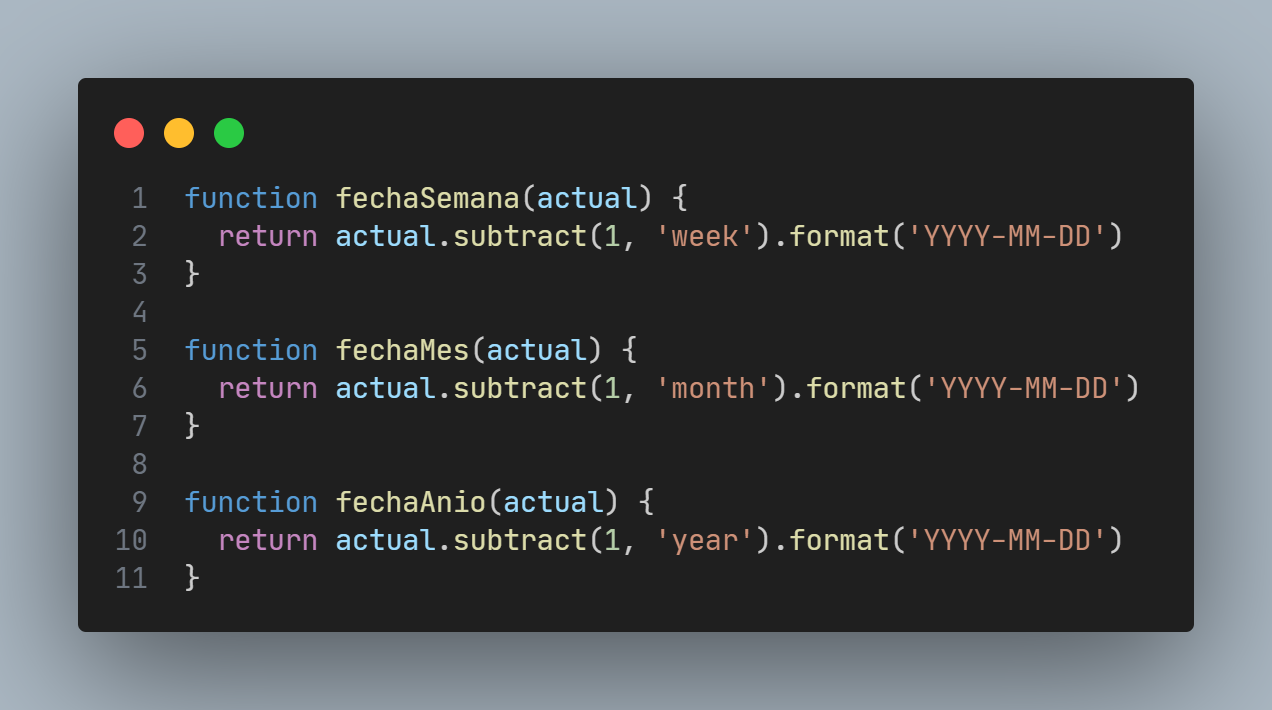 1 function fechaSemana(actual) {
2   return actual.subtract(1, 'week').format('YYYY-MM-DD')
3 }
4
5 function fechaMes(actual) {
6   return actual.subtract(1, 'month').format('YYYY-MM-DD')
7 }
8
9 function fechaAnio(actual) {
10   return actual.subtract(1, 'year').format('YYYY-MM-DD')
11 }